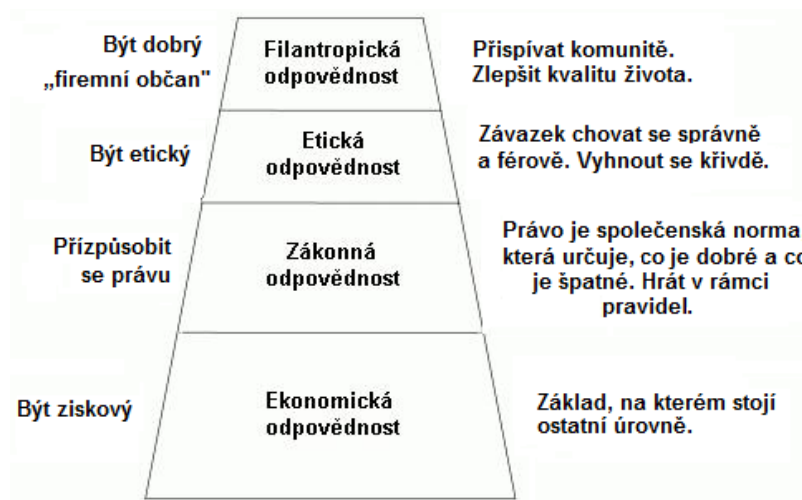 Být dobrý
„firemní občan"
Filantropická
odpovědnost
Přispívat komunitě.
Zlepšit kvalitu života.
Být etický
Etická
odpovědnost
Závazek chovat se správně
a férově. Vyhnout se křivdě.
Přízpůsobit
se právu
Zákonná
odpovědnost
Právo je společenská norma
která určuje, co je dobré a co
je špatné. Hrát v rámci
pravidel.
Být ziskový
Ekonomická
odpovědnost
Základ, na kterém stojí
ostatní úrovně.